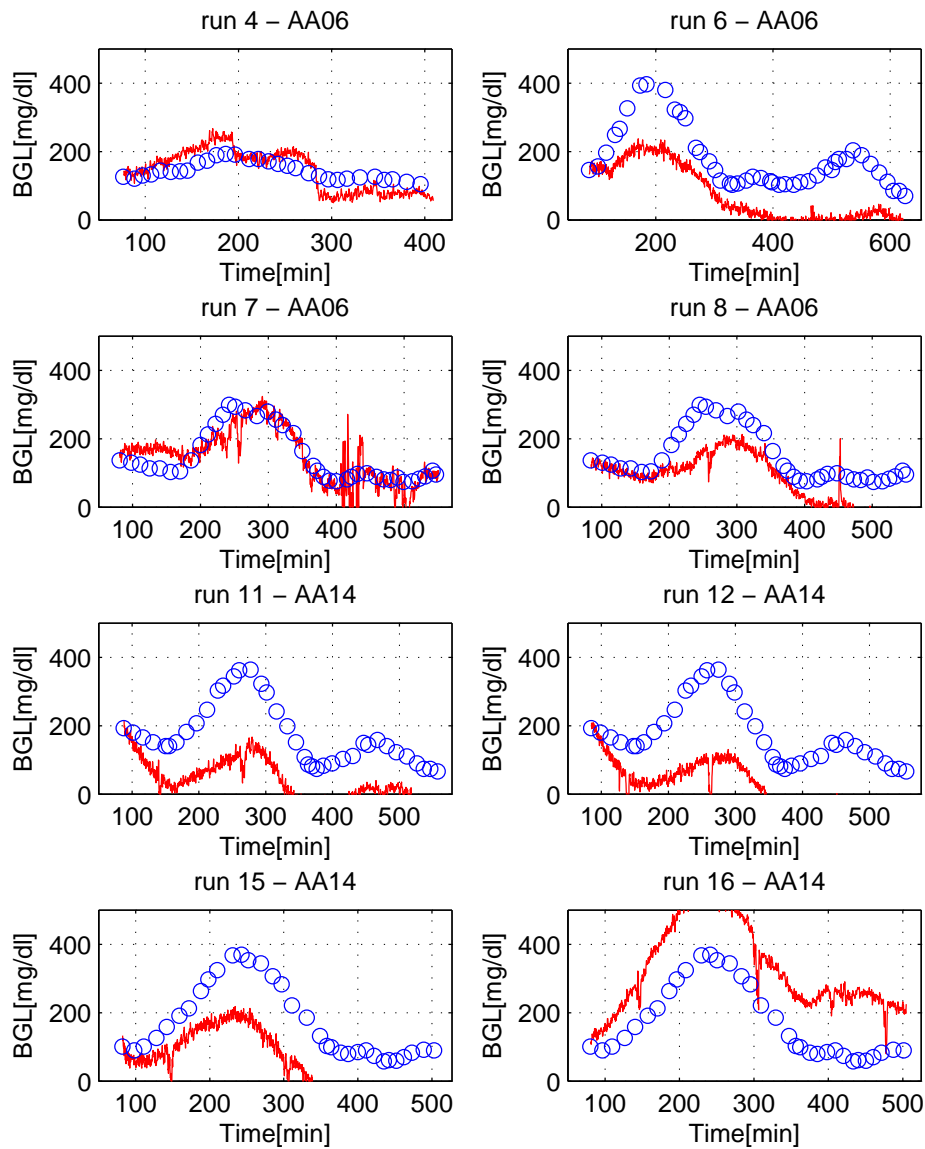 run 4 – AA06
run 6 – AA06
BGL[mg/dl]
400
200
0
100 200 300 400
Time[min]
BGL[mg/dl]
400
200
0
200 400 600
Time[min]
run 7 – AA06
run 8 – AA06
BGL[mg/dl]
400
200
0
100 200 300 400 500
Time[min]
BGL[mg/dl]
400
200
0
100 200 300 400 500
Time[min]
run 11 – AA14
run 12 – AA14
BGL[mg/dl]
400
200
0
100 200 300 400 500
Time[min]
BGL[mg/dl]
400
200
0
100 200 300 400 500
Time[min]
run 15 – AA14
run 16 – AA14
BGL[mg/dl]
400
200
0
100 200 300 400 500
Time[min]
BGL[mg/dl]
400
200
0
100 200 300 400 500
Time[min]